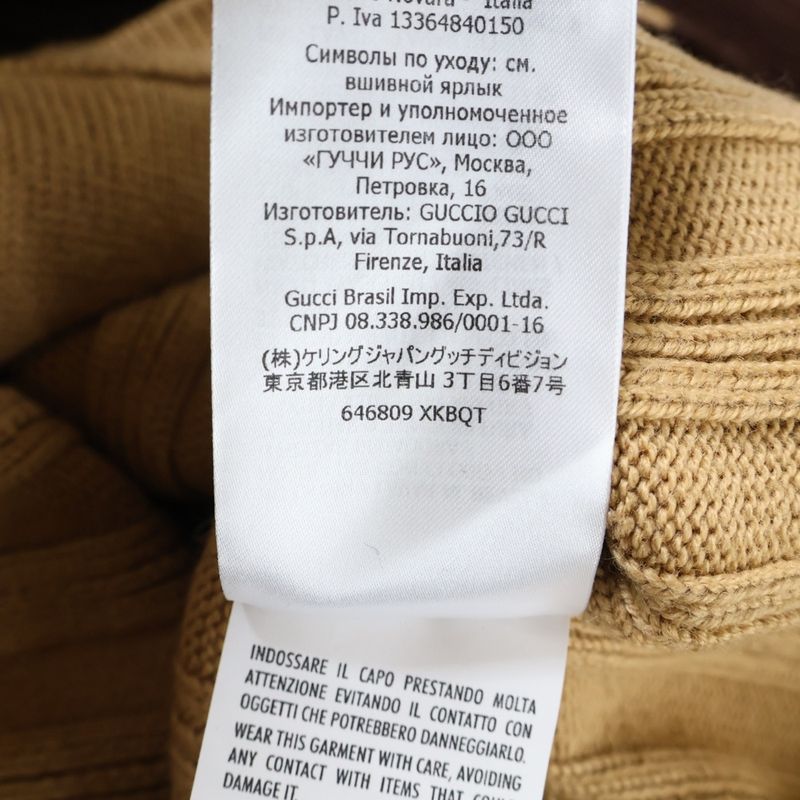 Novara - Italia
P. Iva 13364840150
Символы по уходу: см.
вшивной ярлык
Импортер и уполномоченное
изготовителем лицо: ООО
«ГУЧЧИ РУС», Москва,
Петровка, 16
Изготовитель: GUCCIO GUCCI
S.p.A, via Tornabuoni,73/R
Firenze, Italia
Gucci Brasil Imp. Exp. Ltda.
CNPJ 08.338.986/0001-16
(株)ケリングジャパングッチディビジョン
東京都港区北青山 3丁目6番7号
646809 XKBQT
INDOSSARE IL CAPO PRESTANDO MOLTA
ATTENZIONE EVITANDO IL CONTATTO CON
OGGETTI CHE POTREBBERO DANNEGGIARLO.
WEAR THIS GARMENT WITH CARE, AVOIDING
ANY CONTACT WITH ITEMS THAT COULD
DAMAGE IT.